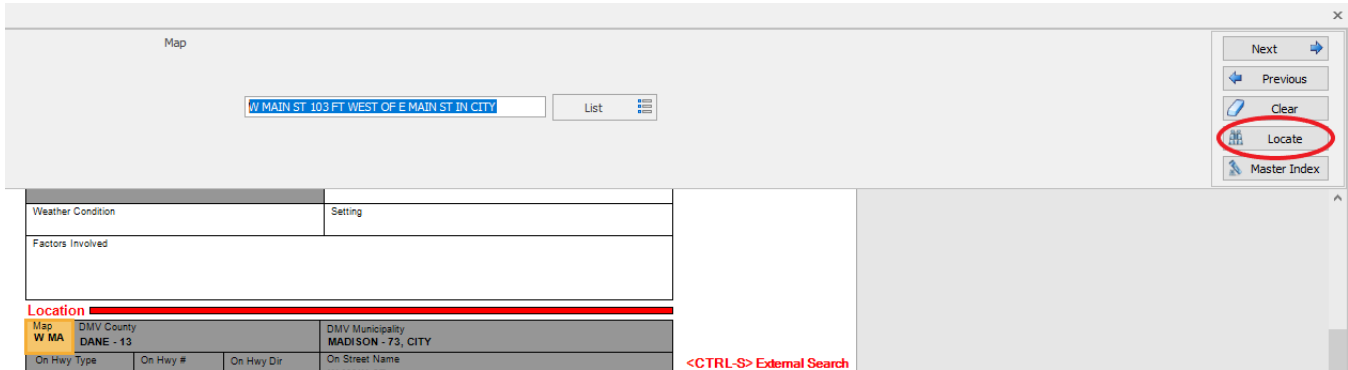 Map
W MAIN ST 103 FT WEST OF E MAIN ST IN CITY
List
Next
Previous
Clear
Locate
Master Index
Weather Condition
Setting
Factors Involved
Location
Map
W MA
DMV County
DANE - 13
DMV Municipality
MADISON - 73, CITY
On Hwy Type
On Hwy #
On Hwy Dir
On Street Name
<CTRL-S> External Search